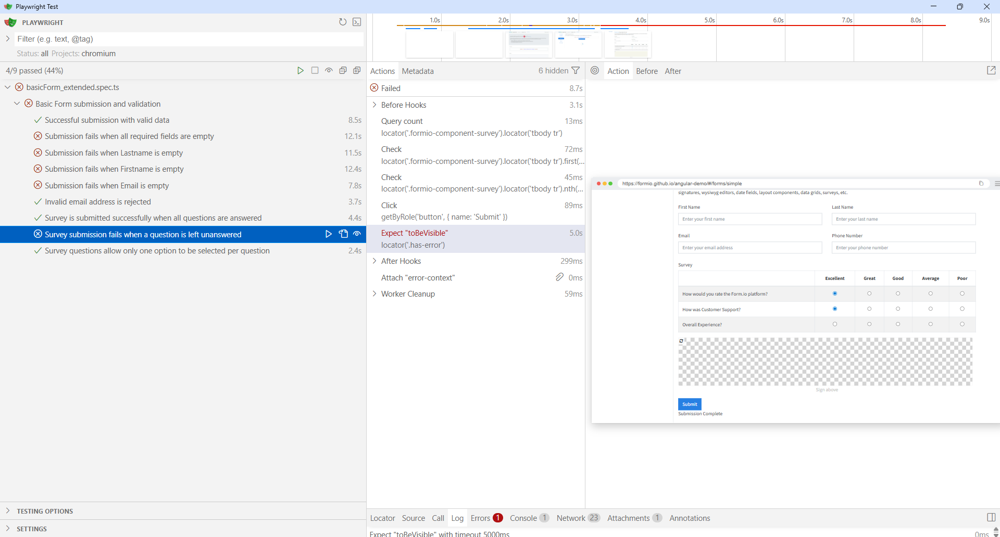 Playwright Test
PLAYWRIGHT
Filter (e.g. text, @tag)
Status: all Projects: chromium
4/9 passed (44%)
basicForm_extended.spec.ts
Basic Form submission and validation
Successful submission with valid data 8.5s
Submission fails when all required fields are empty 12.1s
Submission fails when Lastname is empty 11.5s
Submission fails when Firstname is empty 12.4s
Submission fails when Email is empty 7.8s
Invalid email address is rejected 3.7s
Survey is submitted successfully when all questions are answered 4.4s
Survey submission fails when a question is left unanswered
Survey questions allow only one option to be selected per question 2.4s
TESTING OPTIONS
SETTINGS
1.0s 2.0s 3.0s 4.0s 5.0s 6.0s 7.0s 8.0s 9.0s
Actions Metadata 6 hidden
Failed 8.7s
Before Hooks 3.1s
Query count 13ms
locator('.formio-component-survey').locator('tbody tr')
Check 72ms
locator('.formio-component-survey').locator('tbody tr').first(...
Check 45ms
locator('.formio-component-survey').locator('tbody tr').nth(...
Click 89ms
getByRole('button', { name: 'Submit' })
Expect "toBeVisible" 5.0s
locator('.has-error')
After Hooks 299ms
Attach "error-context" 0ms
Worker Cleanup 59ms
Action Before After
https://formio.github.io/angular-demo/#/forms/simple
signatures, wysiwyg editors, date fields, layout components, data grids, surveys, etc.
First Name Last Name
Enter your first name Enter your last name
Email Phone Number
Enter your email address Enter your phone number
Survey
Excellent Great Good Average Poor
How would you rate the Form.io platform?
How was Customer Support?
Overall Experience?
Sign above
Submit
Submission Complete
Locator Source Call Log Errors 1 Console 1 Network 23 Attachments 1 Annotations
Expect "toBeVisible" with timeout 5000ms 0ms